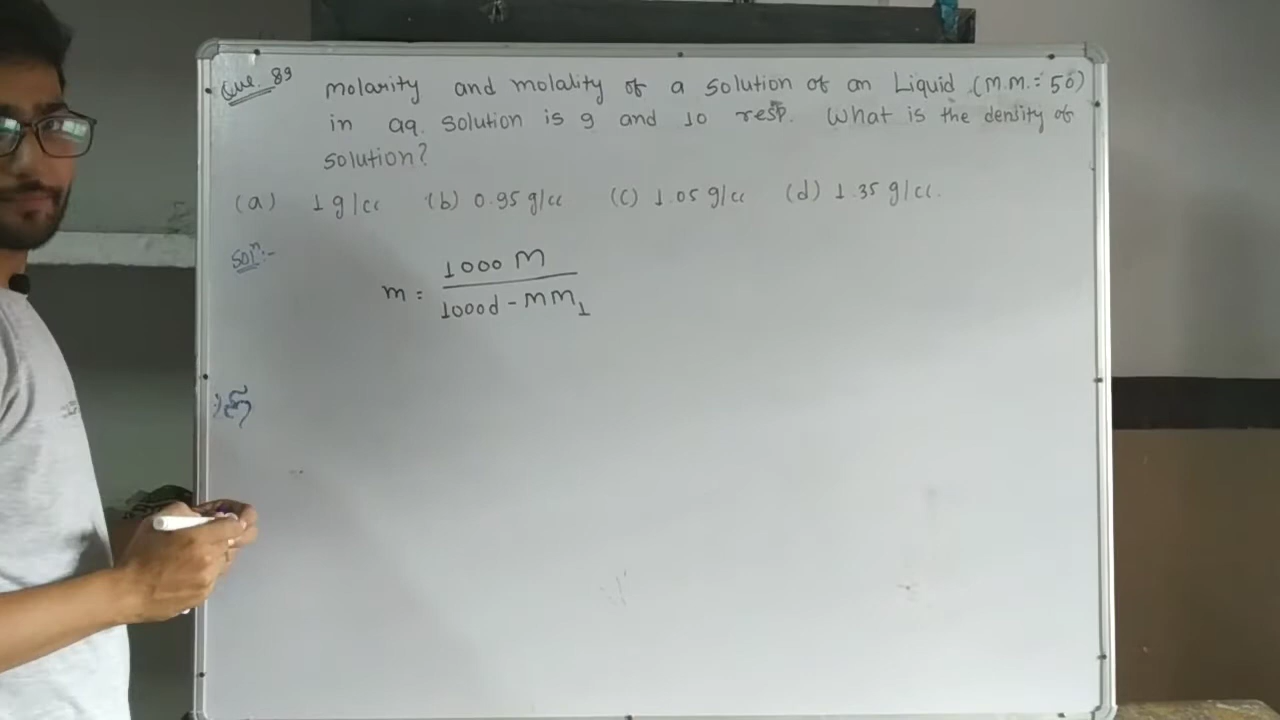 Que. 89 molarity and molality of a solution of an Liquid (M.M. = 50)
in aq. solution is 9 and 10 resp. What is the density of
solution?
(a) 1 g/cc (b) 0.95 g/cc (c) 1.05 g/cc (d) 1.35 g/cc.
Solⁿ:-
m = 1000 M
1000d - MM₁